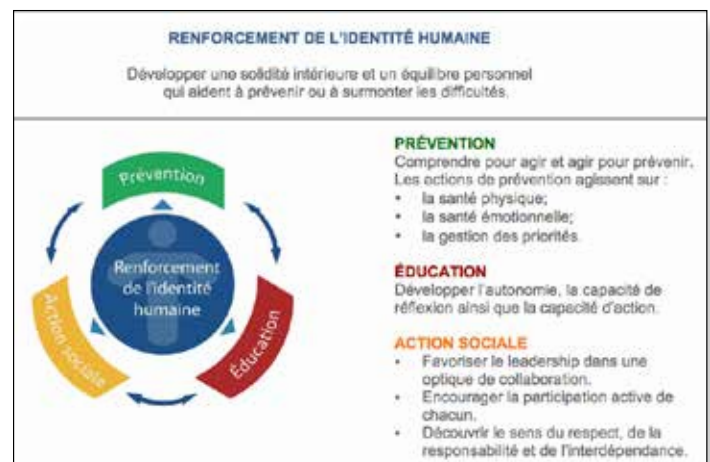 RENFORCEMENT DE L'IDENTITÉ HUMAINE
Développer une solidité intérieure et un équilibre personnel
qui aident à prévenir ou à surmonter les difficultés.
Prévention
Renforcement
de l'identité
humaine
Action sociale
Éducation
PRÉVENTION
Comprendre pour agir et agir pour prévenir.
Les actions de prévention agissent sur :
• la santé physique;
• la santé émotionnelle;
• la gestion des priorités.
ÉDUCATION
Développer l'autonomie, la capacité de
réflexion ainsi que la capacité d'action.
ACTION SOCIALE
• Favoriser le leadership dans une
optique de collaboration.
• Encourager la participation active de
chacun.
• Découvrir le sens du respect, de la
responsabilité et de l'interdépendance.